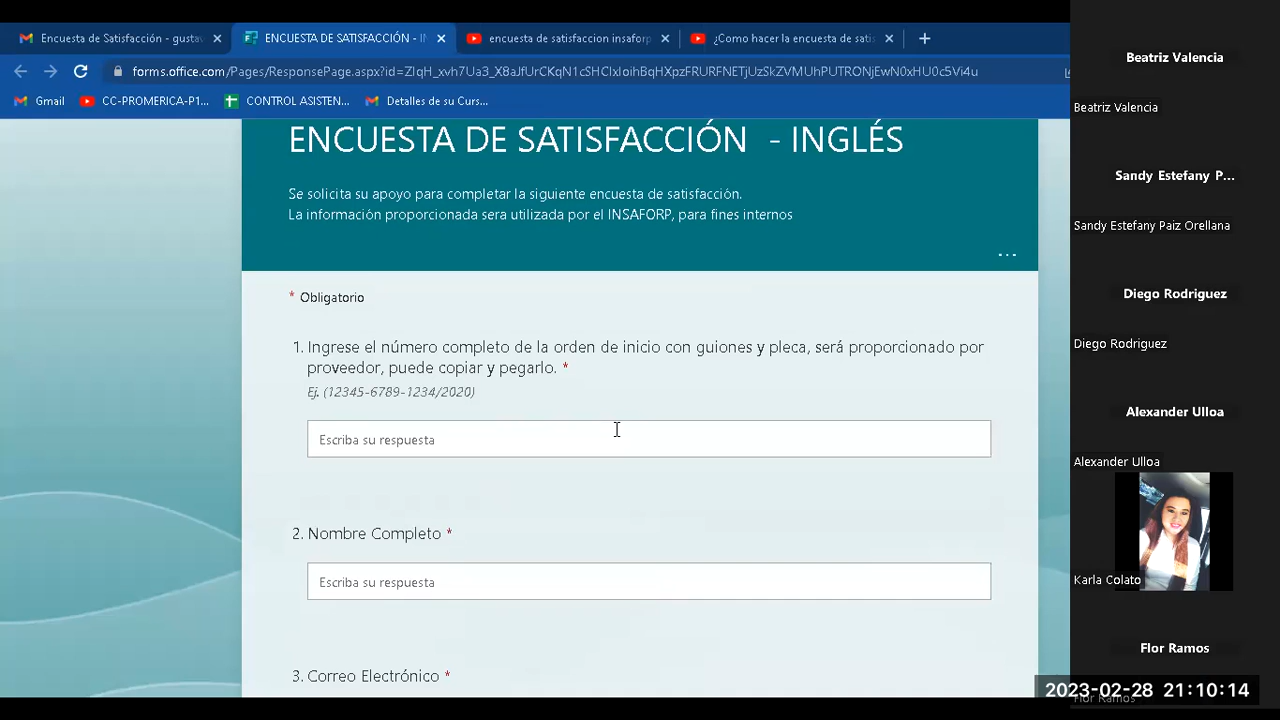 Encuesta de Satisfacción - gustav
ENCUESTA DE SATISFACCIÓN - IN
encuesta de satisfaccion insaforp
¿Como hacer la encuesta de satis
forms.office.com/Pages/ResponsePage.aspx?id=ZIqH_xvh7Ua3_X8aJfUrCKqN1cSHCIxIoihBqHXpzFRURFNETjUzSkZVMUhPUTRONjEwN0xHU0c5Vi4u
Gmail
CC-PROMERICA-P1...
CONTROL ASISTEN...
Detalles de su Curs...
ENCUESTA DE SATISFACCIÓN - INGLÉS
Se solicita su apoyo para completar la siguiente encuesta de satisfacción.
La información proporcionada sera utilizada por el INSAFORP, para fines internos
...
* Obligatorio
1. Ingrese el número completo de la orden de inicio con guiones y pleca, será proporcionado por
proveedor, puede copiar y pegarlo. *
Ej. (12345-6789-1234/2020)
Escriba su respuesta
2. Nombre Completo *
Escriba su respuesta
3. Correo Electrónico *
Beatriz Valencia
Beatriz Valencia
Sandy Estefany P...
Sandy Estefany Paiz Orellana
Diego Rodriguez
Diego Rodriguez
Alexander Ulloa
Alexander Ulloa
Karla Colato
Flor Ramos
2023-02-28 21:10:14
Flor Ramos